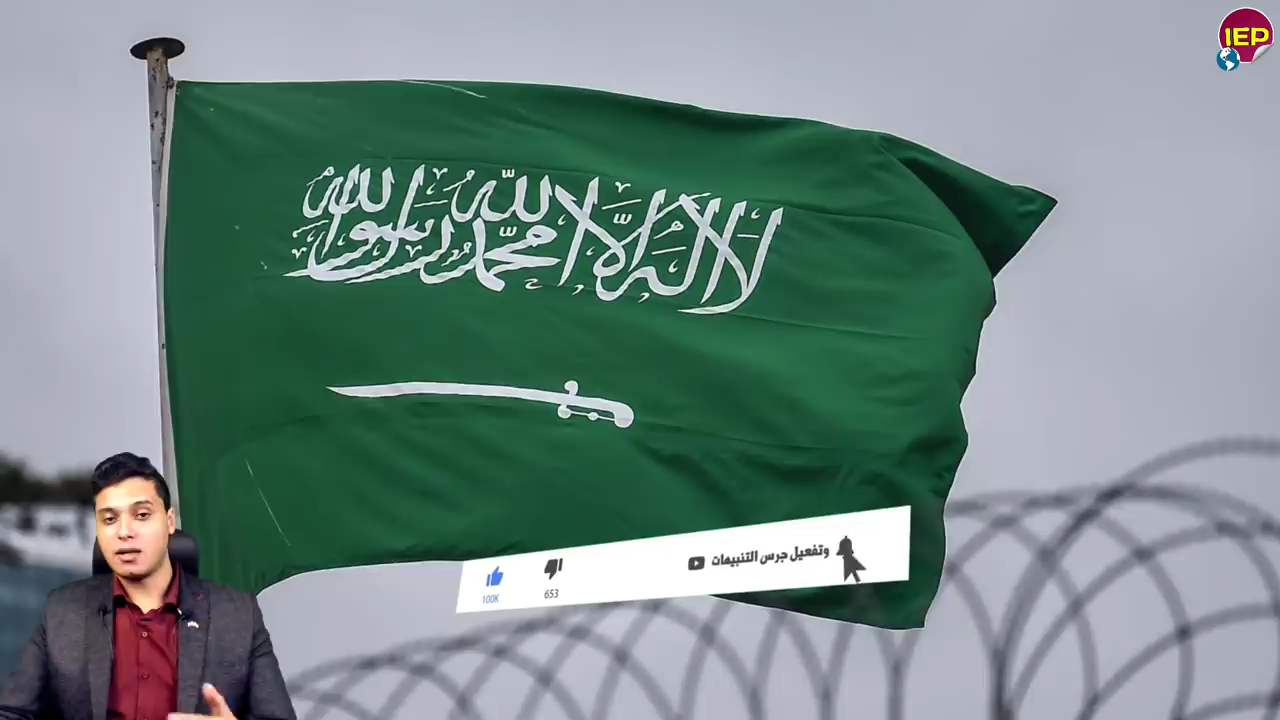 IEP
لا إله إلا الله محمد رسول الله
وتفعيل جرس التنبيهات
100K
653